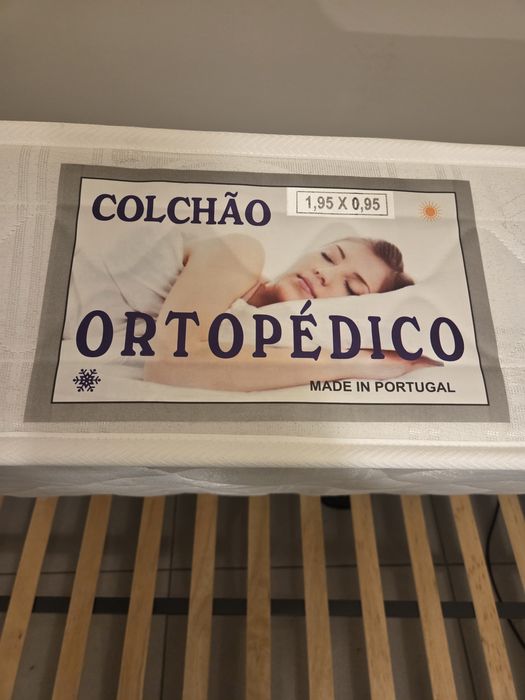 COLCHÃO
1,95 X 0,95
ORTOPÉDICO
MADE IN PORTUGAL